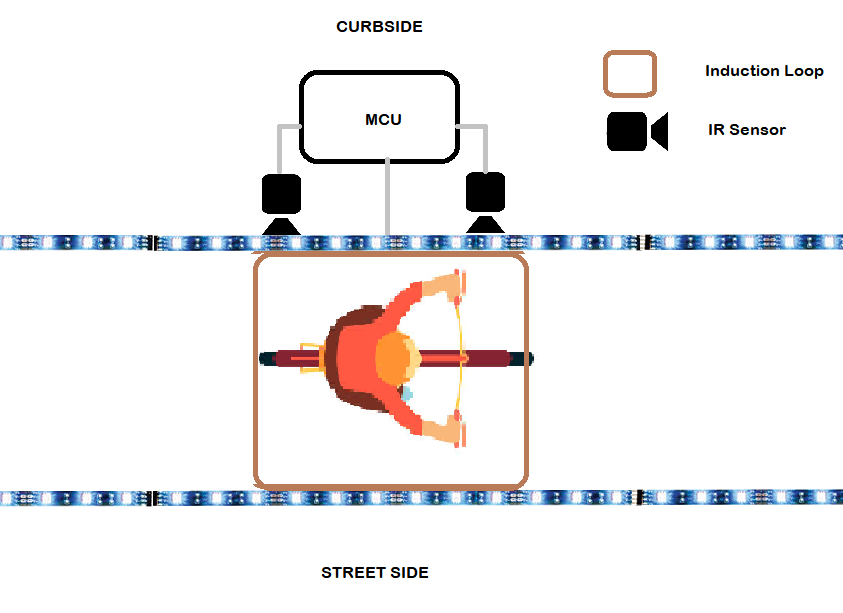 CURBSIDE
Induction Loop
MCU
IR Sensor
STREET SIDE